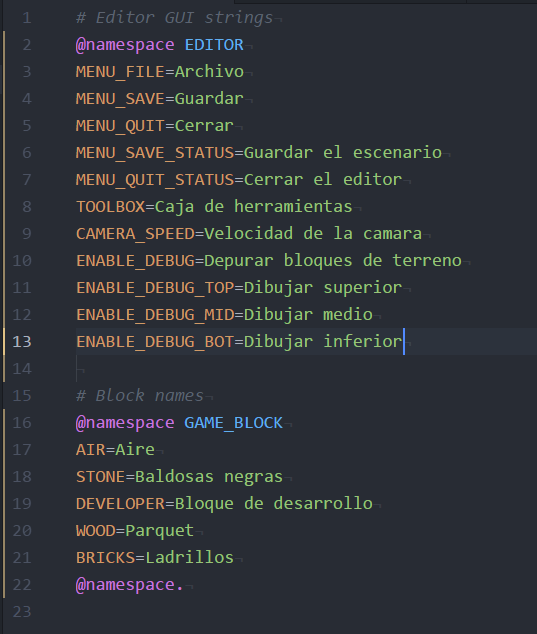 1 # Editor GUI strings
2 @namespace EDITOR
3 MENU_FILE=Archivo
4 MENU_SAVE=Guardar
5 MENU_QUIT=Cerrar
6 MENU_SAVE_STATUS=Guardar el escenario
7 MENU_QUIT_STATUS=Cerrar el editor
8 TOOLBOX=Caja de herramientas
9 CAMERA_SPEED=Velocidad de la camara
10 ENABLE_DEBUG=Depurar bloques de terreno
11 ENABLE_DEBUG_TOP=Dibujar superior
12 ENABLE_DEBUG_MID=Dibujar medio
13 ENABLE_DEBUG_BOT=Dibujar inferior
14
15 # Block names
16 @namespace GAME_BLOCK
17 AIR=Aire
18 STONE=Baldosas negras
19 DEVELOPER=Bloque de desarrollo
20 WOOD=Parquet
21 BRICKS=Ladrillos
22 @namespace.
23